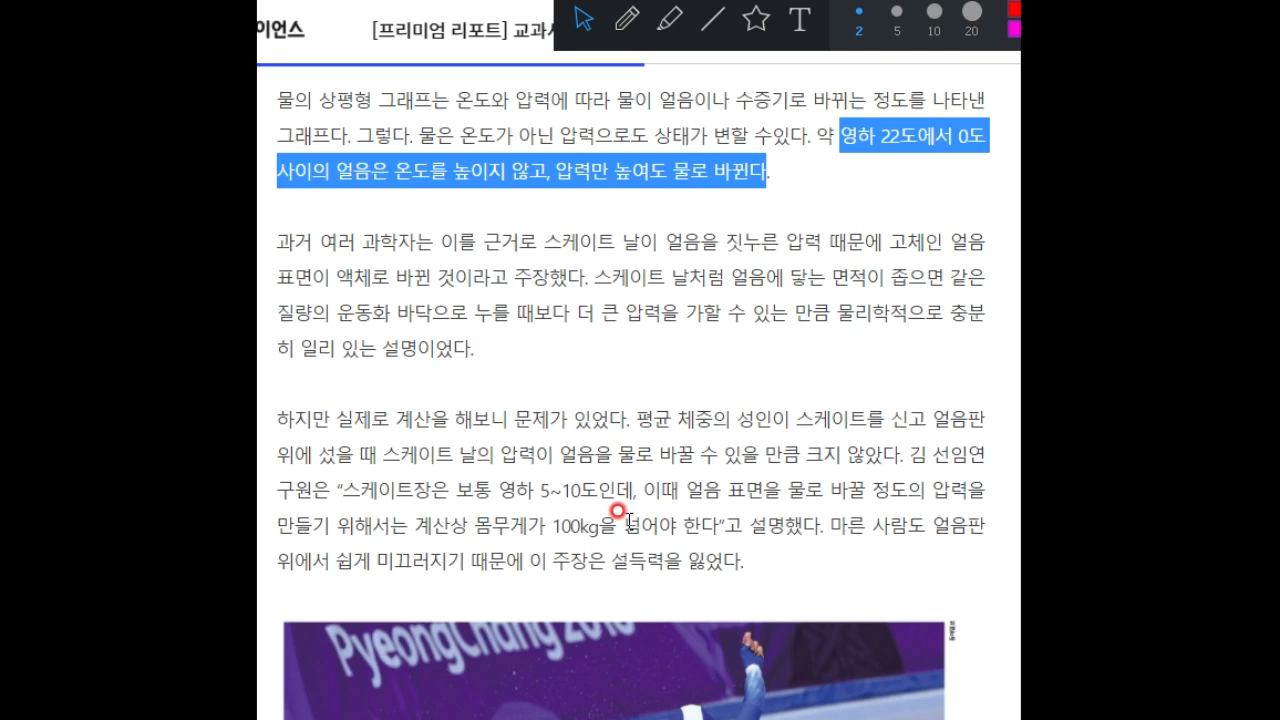 이언스
[프리미엄 리포트] 교과
2 5 10 20
물의 상평형 그래프는 온도와 압력에 따라 물이 얼음이나 수증기로 바뀌는 정도를 나타낸
그래프다. 그렇다. 물은 온도가 아닌 압력으로도 상태가 변할 수있다. 약 영하 22도에서 0도
사이의 얼음은 온도를 높이지 않고, 압력만 높여도 물로 바뀐다.
과거 여러 과학자는 이를 근거로 스케이트 날이 얼음을 짓누른 압력 때문에 고체인 얼음
표면이 액체로 바뀐 것이라고 주장했다. 스케이트 날처럼 얼음에 닿는 면적이 좁으면 같은
질량의 운동화 바닥으로 누를 때보다 더 큰 압력을 가할 수 있는 만큼 물리학적으로 충분
히 일리 있는 설명이었다.
하지만 실제로 계산을 해보니 문제가 있었다. 평균 체중의 성인이 스케이트를 신고 얼음판
위에 섰을 때 스케이트 날의 압력이 얼음을 물로 바꿀 수 있을 만큼 크지 않았다. 김 선임연
구원은 “스케이트장은 보통 영하 5~10도인데, 이때 얼음 표면을 물로 바꿀 정도의 압력을
만들기 위해서는 계산상 몸무게가 100kg을 넘어야 한다”고 설명했다. 마른 사람도 얼음판
위에서 쉽게 미끄러지기 때문에 이 주장은 설득력을 잃었다.
PyeongChang 2018